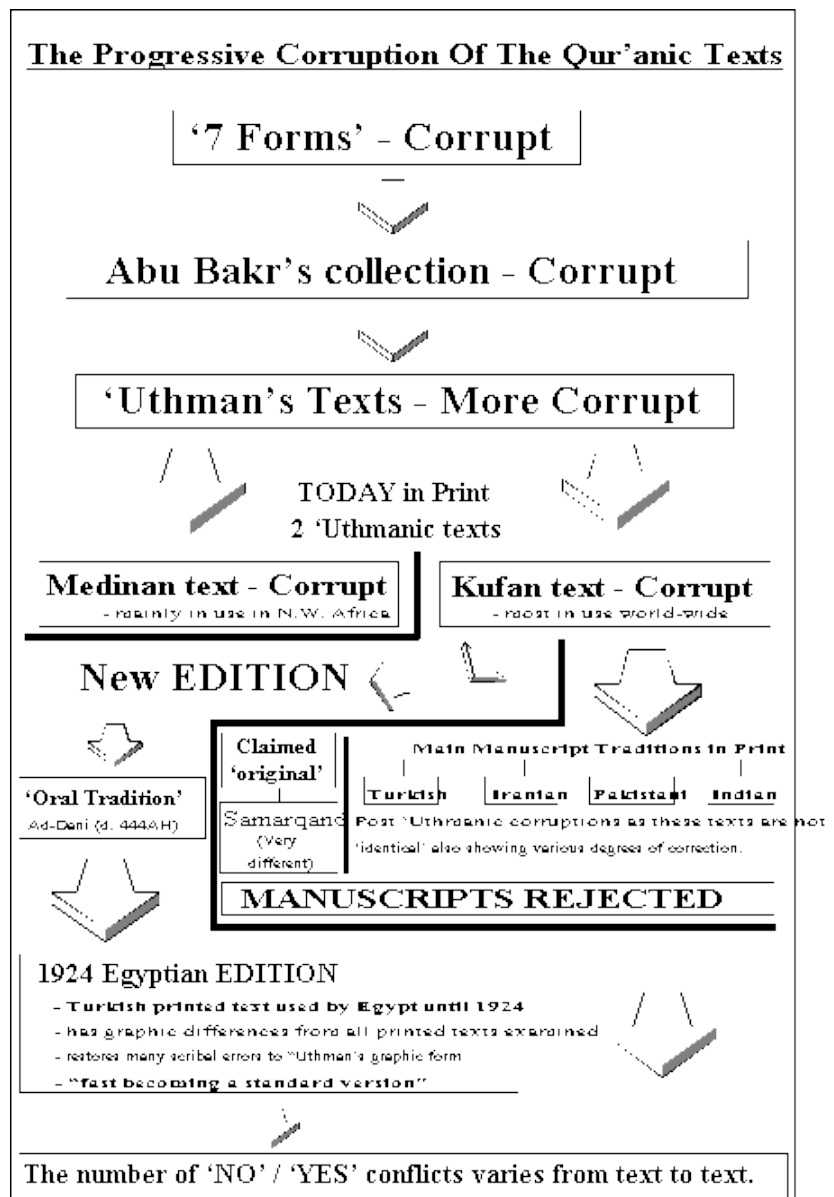 The Progressive Corruption Of The Qur'anic Texts
'7 Forms' - Corrupt
Abu Bakr's collection - Corrupt
'Uthman's Texts - More Corrupt
TODAY in Print
2 'Uthmanic texts
Medinan text - Corrupt
- mainly in use in N.W. Africa
Kufan text - Corrupt
- most in use world-wide
New EDITION
Claimed
'original'
Samarqand
(Very
different)
Main Manuscript Traditions in Print
Turkish
Iranian
Pakistani
Indian
Post 'Uthmanic corruptions as these texts are not
'identical' also showing various degrees of correction.
MANUSCRIPTS REJECTED
'Oral Tradition'
Ad-Dani (d. 444AH)
1924 Egyptian EDITION
- Turkish printed text used by Egypt until 1924
- has graphic differences from all printed texts examined
- restores many scribal errors to "Uthman's graphic form
- "fast becoming a standard version"
The number of 'NO' / 'YES' conflicts varies from text to text.